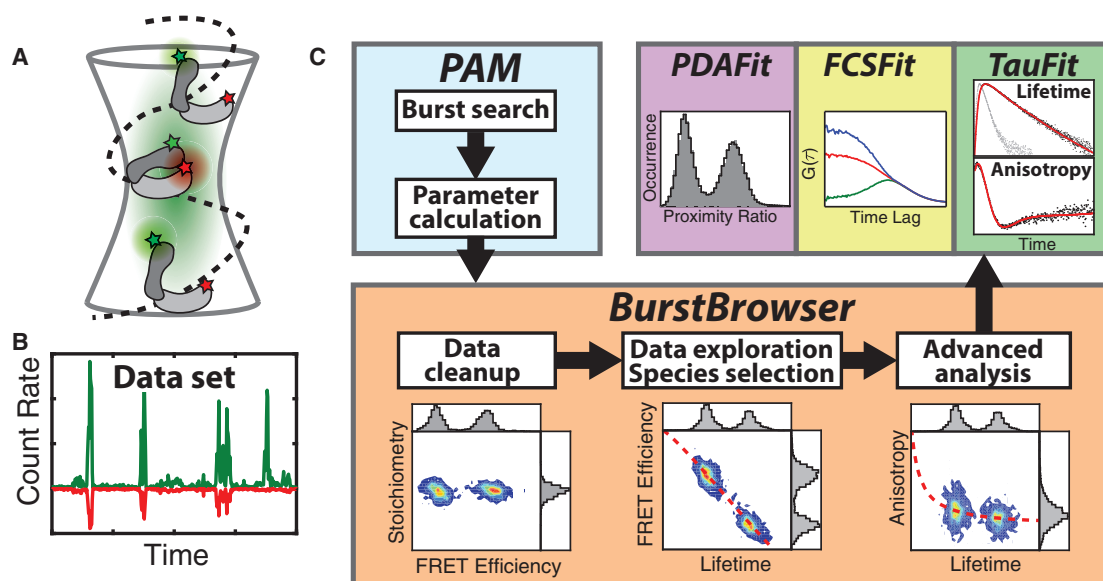 A
B
Data set
Count Rate
Time
C
PAM
Burst search
Parameter
calculation
PDAFit
Occurrence
Proximity Ratio
FCSFit
G(τ)
Time Lag
TauFit
Lifetime
Anisotropy
Time
BurstBrowser
Data
cleanup
Data exploration
Species selection
Advanced
analysis
Stoichiometry
FRET Efficiency
FRET Efficiency
Lifetime
Anisotropy
Lifetime